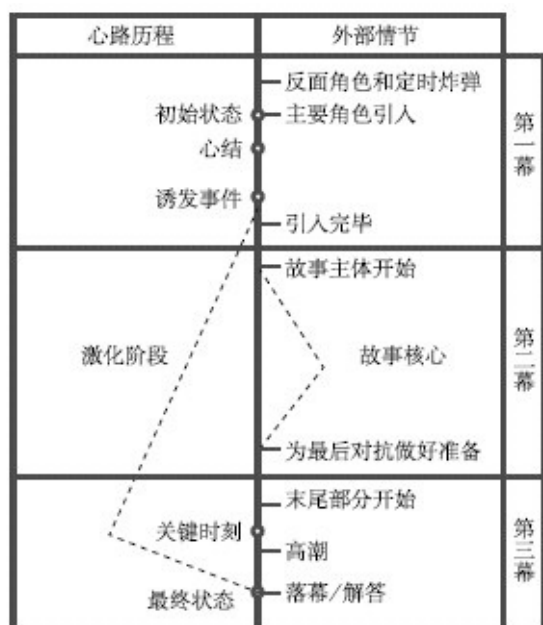 心路历程
外部情节
反面角色和定时炸弹
初始状态
主要角色引入
心结
诱发事件
引入完毕
第一幕
故事主体开始
激化阶段
故事核心
为最后对抗做好准备
第二幕
末尾部分开始
关键时刻
高潮
最终状态
落幕/解答
第三幕